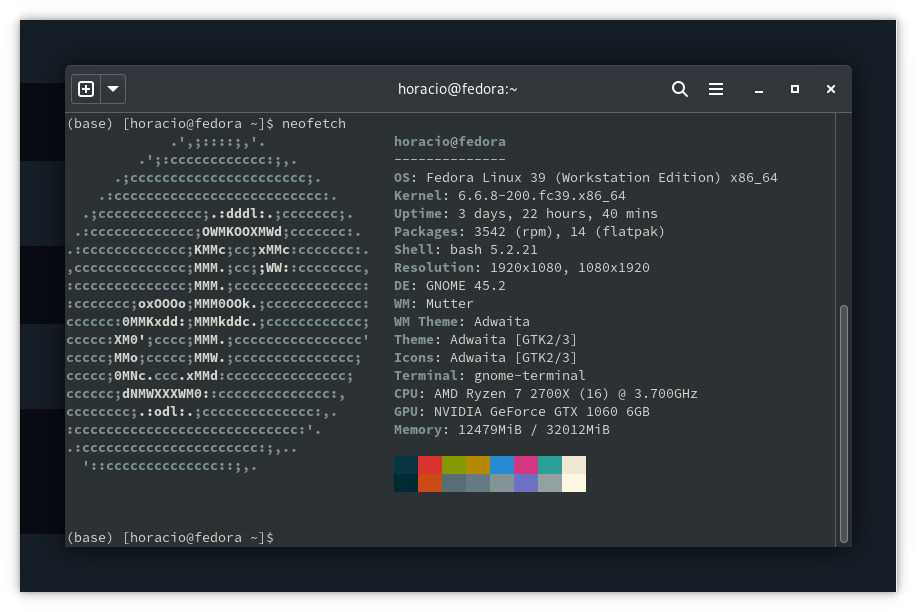 horacio@fedora:~
(base) [horacio@fedora ~]$ neofetch
             .',;::::;,'.                horacio@fedora
         .';:cccccccccccc:;,.            --------------
      .;cccccccccccccccccccccc;.         OS: Fedora Linux 39 (Workstation Edition) x86_64
    .:cccccccccccccccccccccccccc:.       Kernel: 6.6.8-200.fc39.x86_64
  .;ccccccccccccc;.:dddl:.;ccccccc;.     Uptime: 3 days, 22 hours, 40 mins
 .:ccccccccccccc;OWMKOOXMWd;ccccccc:.    Packages: 3542 (rpm), 14 (flatpak)
.:ccccccccccccc;KMMc;cc;xMMc:ccccccc:.   Shell: bash 5.2.21
,cccccccccccccc;MMM.;cc;;WW::cccccccc,   Resolution: 1920x1080, 1080x1920
:cccccccccccccc;MMM.;cccccccccccccccc:   DE: GNOME 45.2
:ccccccc;oxOOOo;MMM0OOk.;cccccccccccc:   WM: Mutter
cccccc:0MMKxdd:;MMMkddc.;cccccccccccc;   WM Theme: Adwaita
ccccc:XM0';cccc;MMM.;cccccccccccccccc'   Theme: Adwaita [GTK2/3]
ccccc;MMo;ccccc;MMW.;ccccccccccccccc;    Icons: Adwaita [GTK2/3]
ccccc;0MNc.ccc.xMMd:ccccccccccccccc;     Terminal: gnome-terminal
cccccc;dNMWXXXWM0::cccccccccccccc:,      CPU: AMD Ryzen 7 2700X (16) @ 3.700GHz
cccccccc;.:odl:.;cccccccccccccc:,.       GPU: NVIDIA GeForce GTX 1060 6GB
:cccccccccccccccccccccccccccc:'.         Memory: 12479MiB / 32012MiB
.:cccccccccccccccccccccc:;,..
  '::cccccccccccccc::;,.
(base) [horacio@fedora ~]$